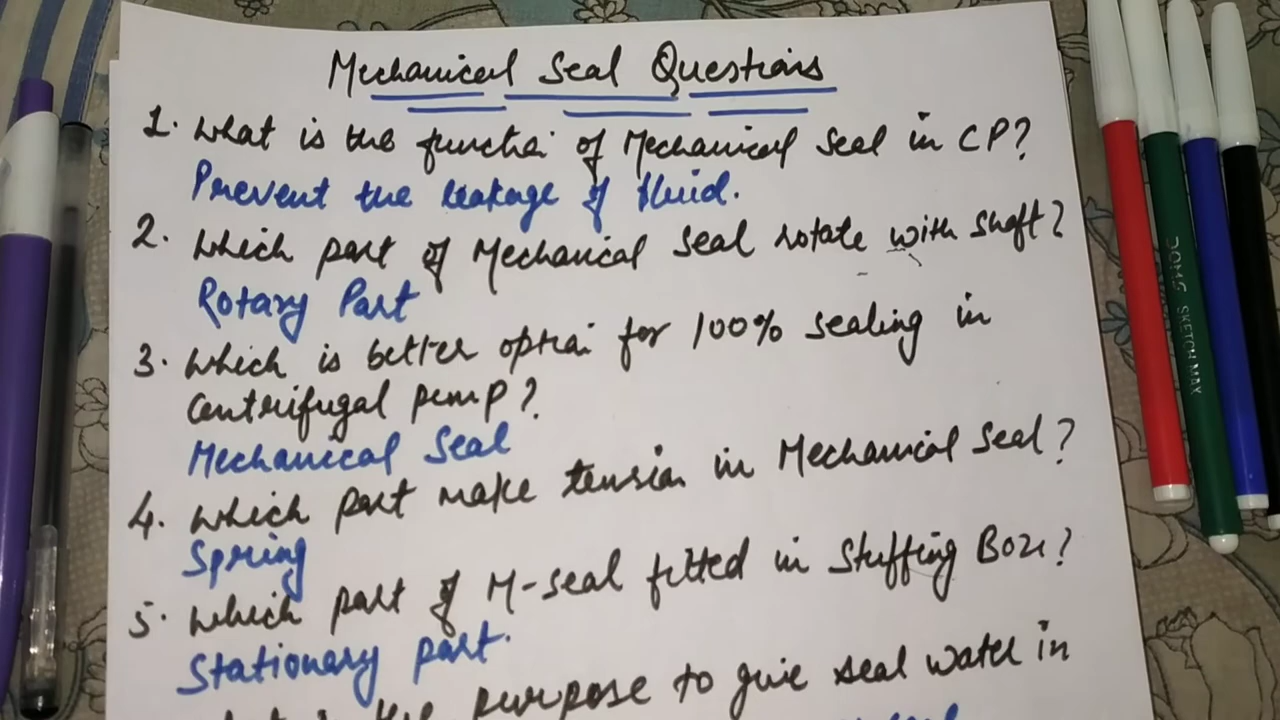 Mechanical Seal Questions
1. What is the function of Mechanical Seal in CP?
Prevent the leakage of fluid.
2. Which part of Mechanical Seal rotate with shaft?
Rotary Part
3. Which is better option for 100% sealing in
Centrifugal pump?
Mechanical Seal
4. Which part make tension in Mechanical Seal?
Spring
5. Which part of M-seal fitted in Stuffing Box?
Stationary part.
purpose to give seal water in
DOMS SKETCH MAX